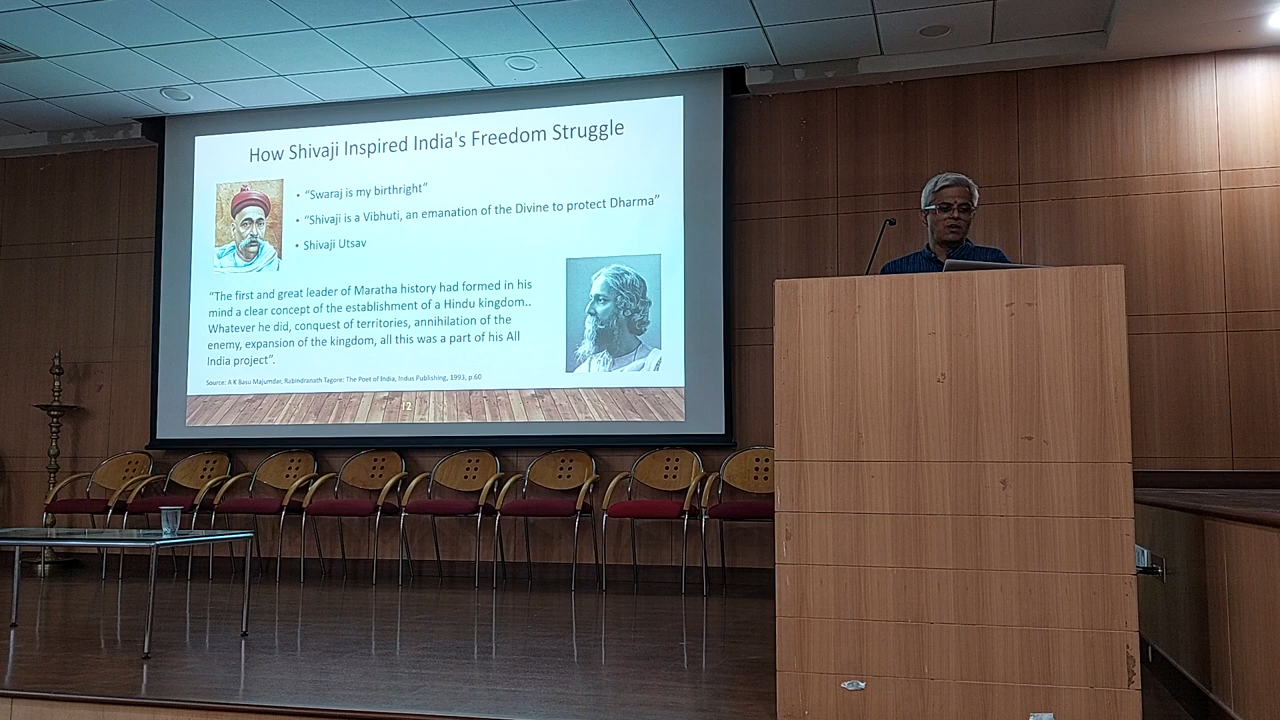 How Shivaji Inspired India's Freedom Struggle
• “Swaraj is my birthright”
• “Shivaji is a Vibhuti, an emanation of the Divine to protect Dharma”
• Shivaji Utsav
“The first and great leader of Maratha history had formed in his
mind a clear concept of the establishment of a Hindu kingdom..
Whatever he did, conquest of territories, annihilation of the
enemy, expansion of the kingdom, all this was a part of his All
India project”.
Source: A K Basu Majumdar, Rabindranath Tagore: The Poet of India, Indus Publishing, 1993, p.60
12